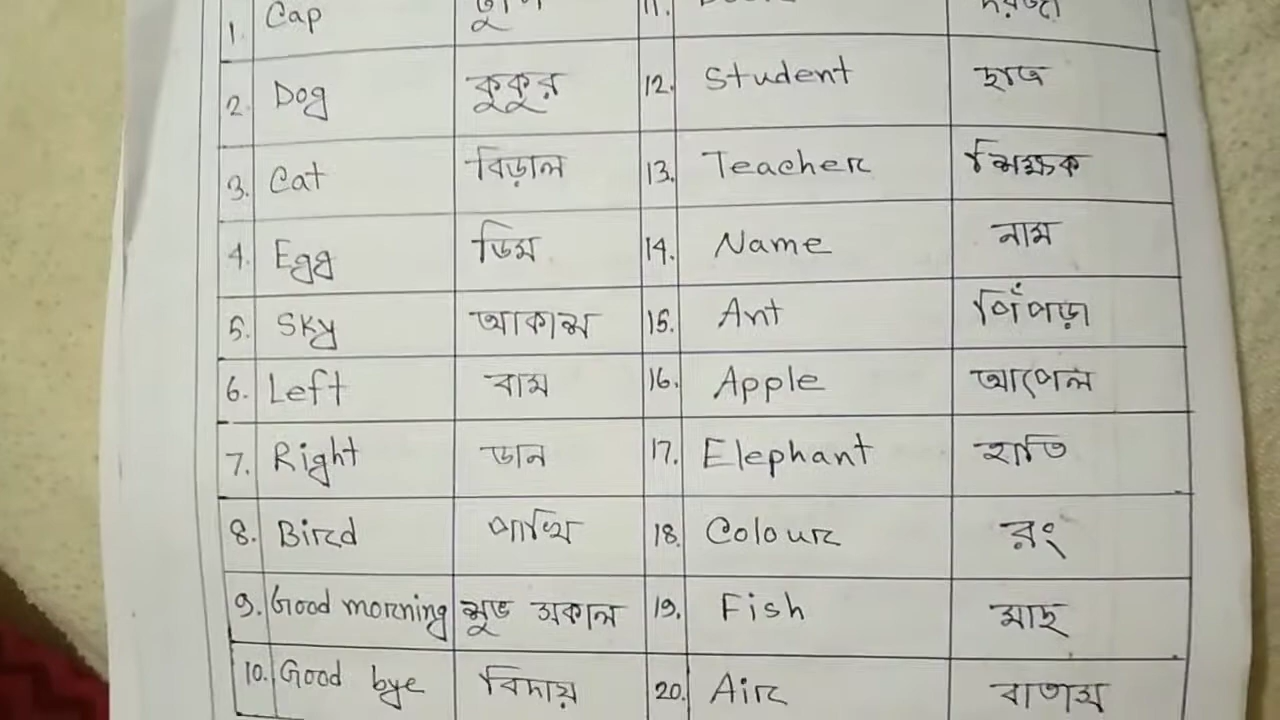 1. Cap টুপি 11. দরজা
2. Dog কুকুর 12. Student ছাত্র
3. Cat বিড়াল 13. Teacher শিক্ষক
4. Egg ডিম 14. Name নাম
5. Sky আকাশ 15. Ant পিঁপড়া
6. Left বাম 16. Apple আপেল
7. Right ডান 17. Elephant হাতি
8. Bird পাখি 18. Colour রং
9. Good morning শুভ সকাল 19. Fish মাছ
10. Good bye বিদায় 20. Air বাতাস